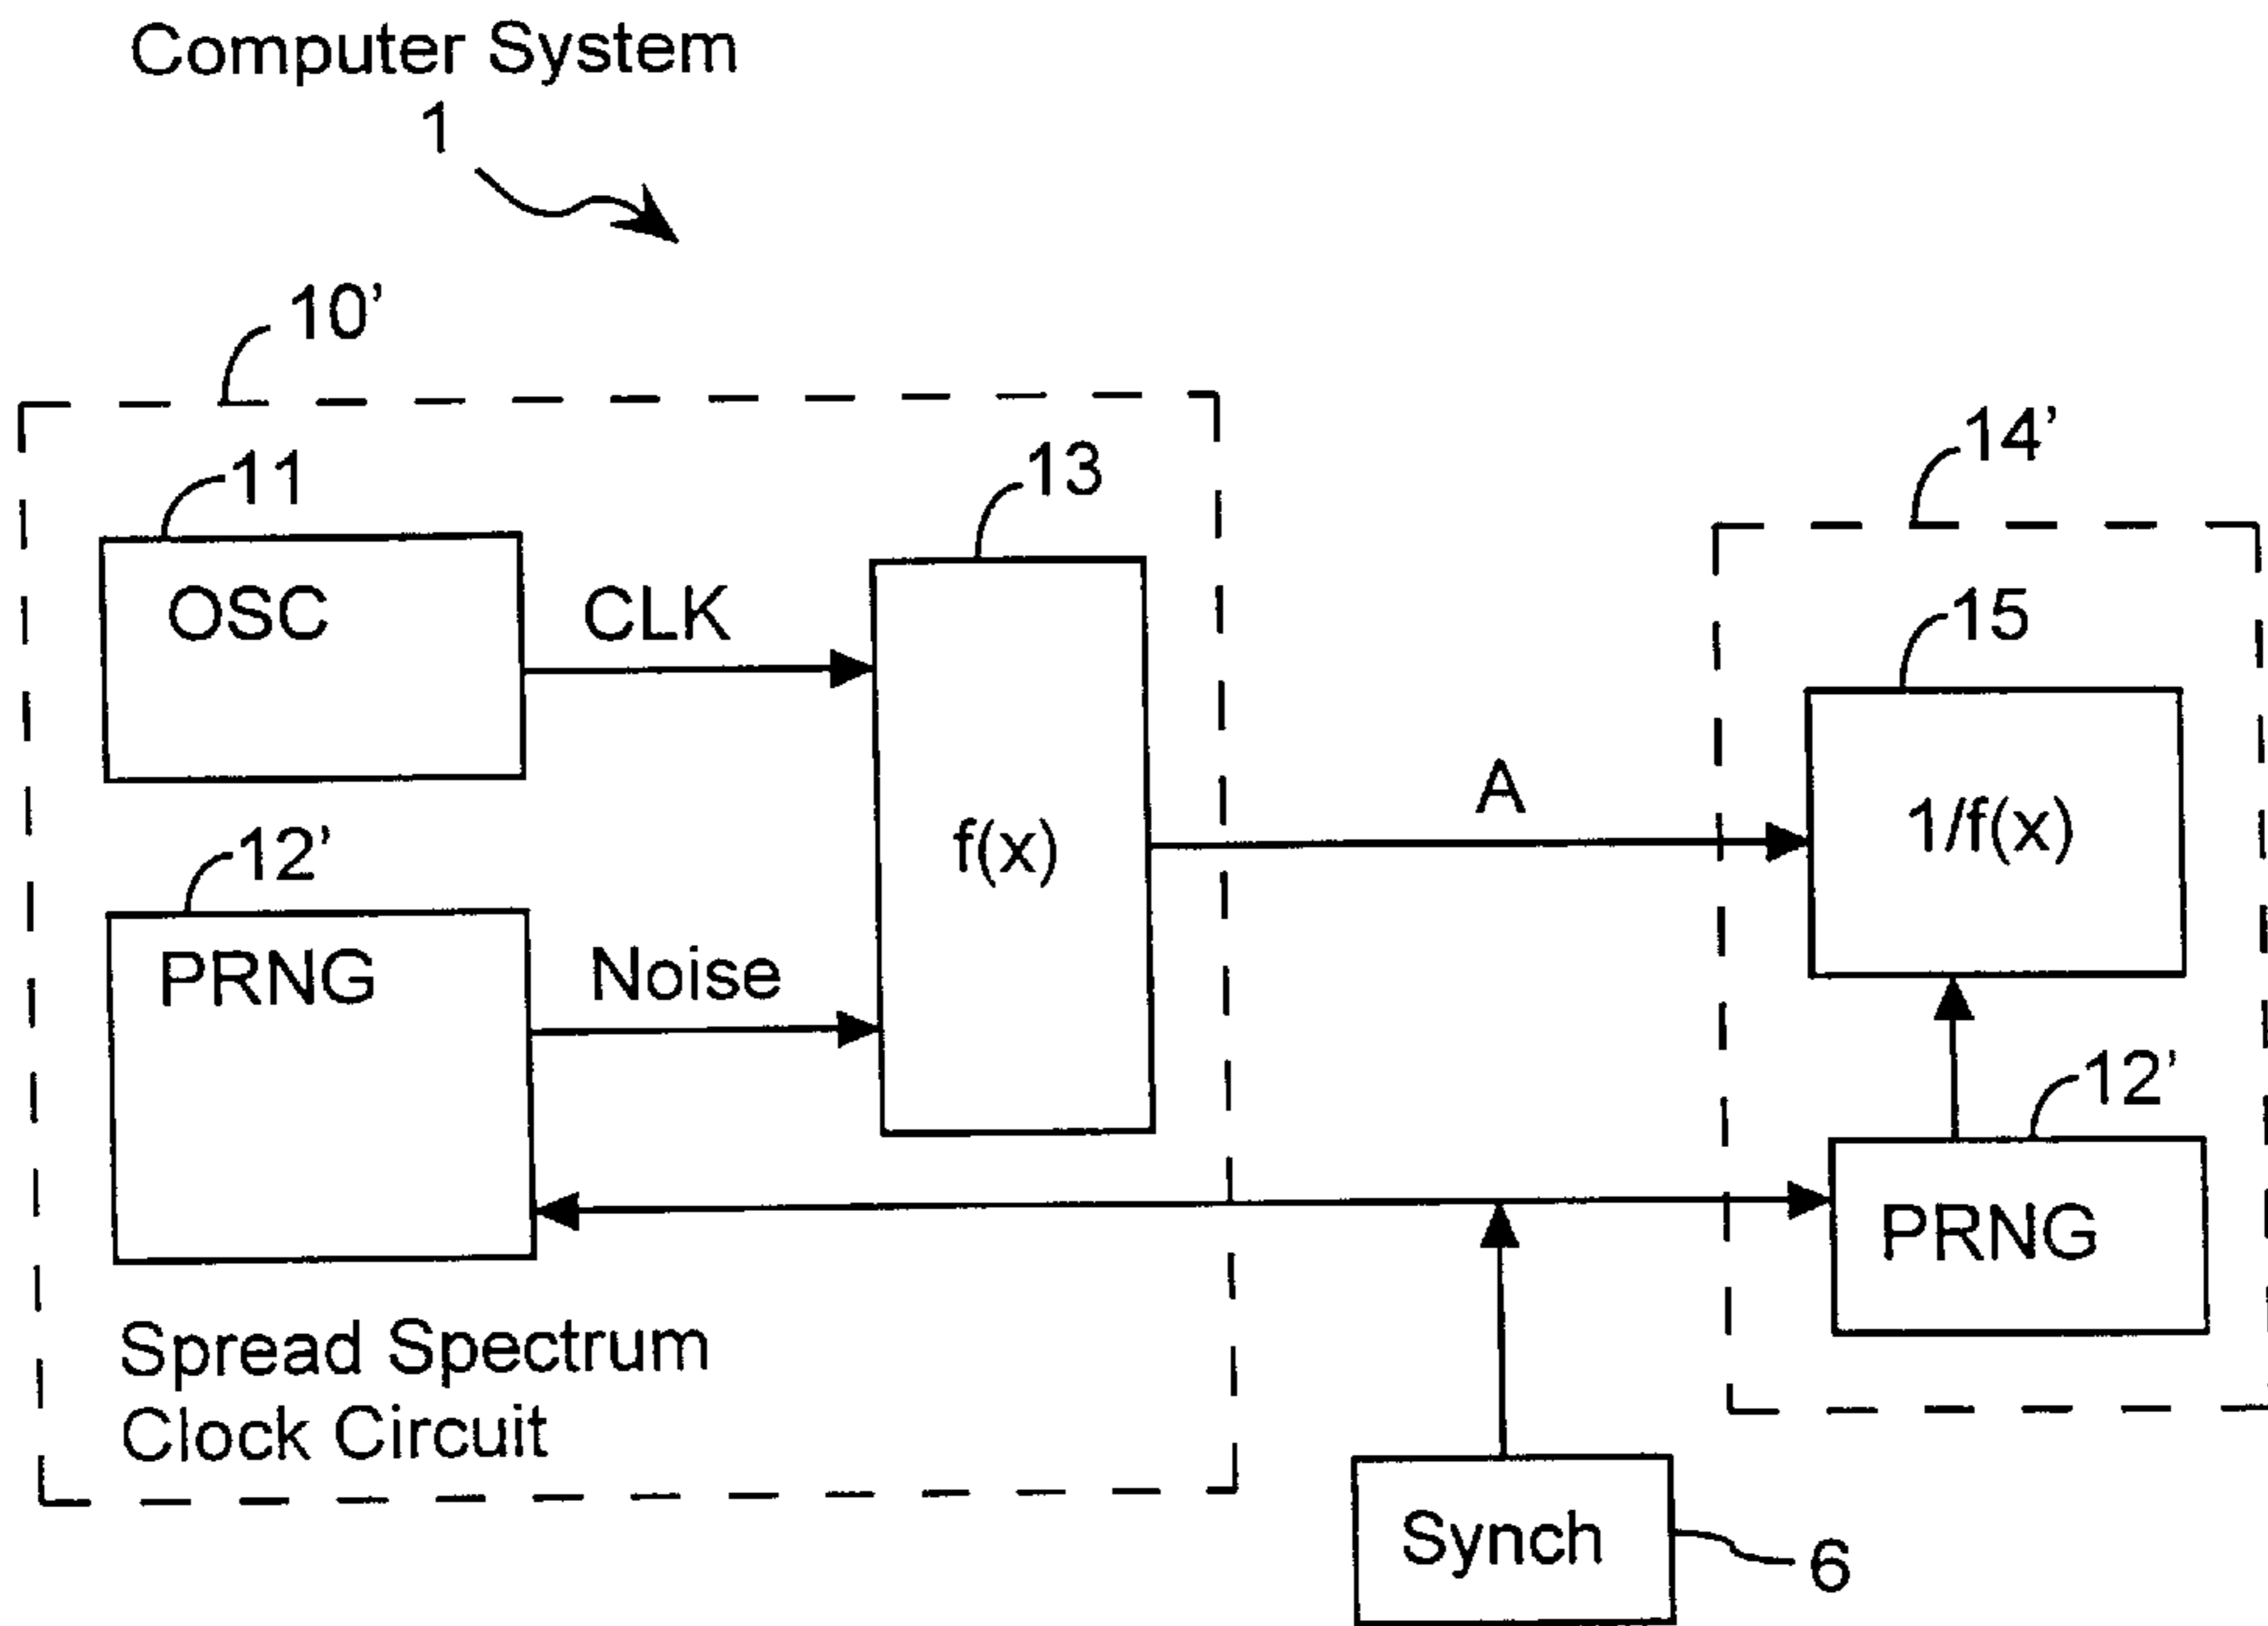 Computer System
1
10’
11
OSC
CLK
13
f(x)
12’
PRNG
Noise
Spread Spectrum
Clock Circuit
A
14’
15
1/f(x)
12’
PRNG
Synch
6